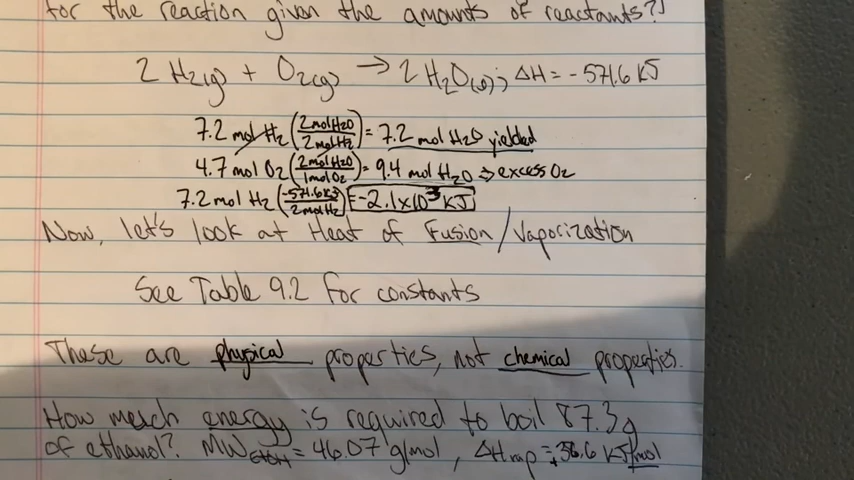 for the reaction given the amounts of reactants?]
2 H₂(g) + O₂(g) → 2 H₂O(g); ΔH = -571.6 kJ
7.2 mol H₂ (2 mol H₂O / 2 mol H₂) = 7.2 mol H₂O yielded
4.7 mol O₂ (2 mol H₂O / 1 mol O₂) = 9.4 mol H₂O ⇒ excess O₂
7.2 mol H₂ (-571.6 kJ / 2 mol H₂) = -2.1×10³ kJ
Now, let's look at Heat of Fusion/Vaporization
See Table 9.2 for constants
These are physical properties, not chemical properties.
How much energy is required to boil 87.3 g
of ethanol? MW EtOH = 46.07 g/mol, ΔHvap = +38.6 kJ/mol